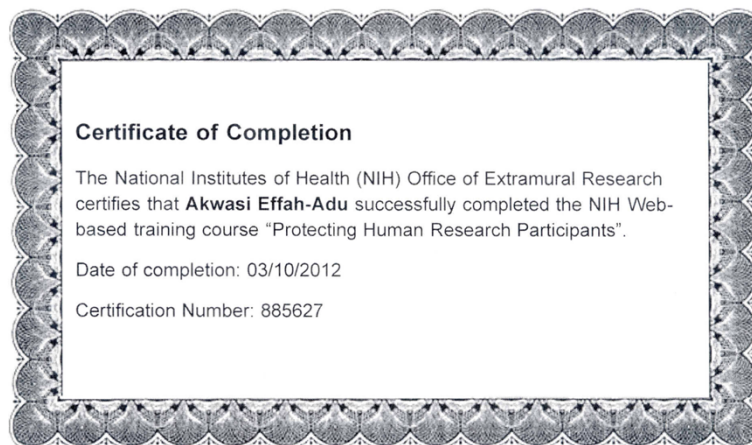 Certificate of Completion
The National Institutes of Health (NIH) Office of Extramural Research
certifies that Akwasi Effah-Adu successfully completed the NIH Web-
based training course “Protecting Human Research Participants”.
Date of completion: 03/10/2012
Certification Number: 885627